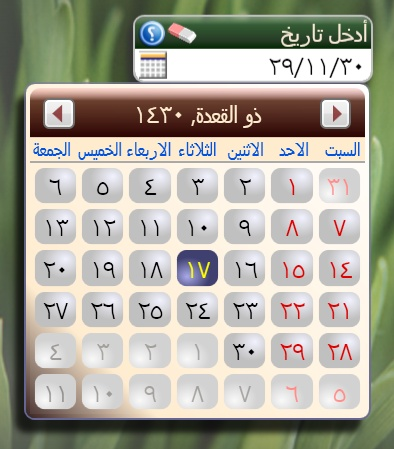 أدخل تاريخ
٢٩/١١/٣٠
ذو القعدة, ١٤٣٠
السبت الاحد الاثنين الثلاثاء الاربعاء الخميس الجمعة
٣١ ١ ٢ ٣ ٤ ٥ ٦
٧ ٨ ٩ ١٠ ١١ ١٢ ١٣
١٤ ١٥ ١٦ ١٧ ١٨ ١٩ ٢٠
٢١ ٢٢ ٢٣ ٢٤ ٢٥ ٢٦ ٢٧
٢٨ ٢٩ ٣٠ ١ ٢ ٣ ٤
٥ ٦ ٧ ٨ ٩ ١٠ ١١